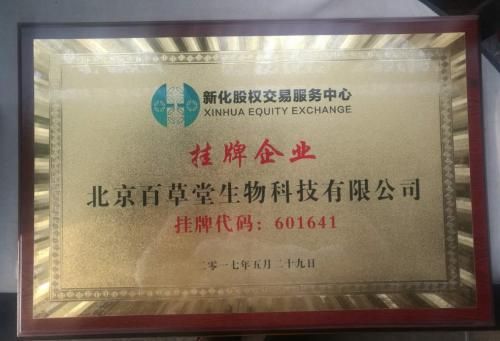 新化股权交易服务中心
XINHUA EQUITY EXCHANGE
挂牌企业
北京百草堂生物科技有限公司
挂牌代码：601641
二零一七年五月二十九日